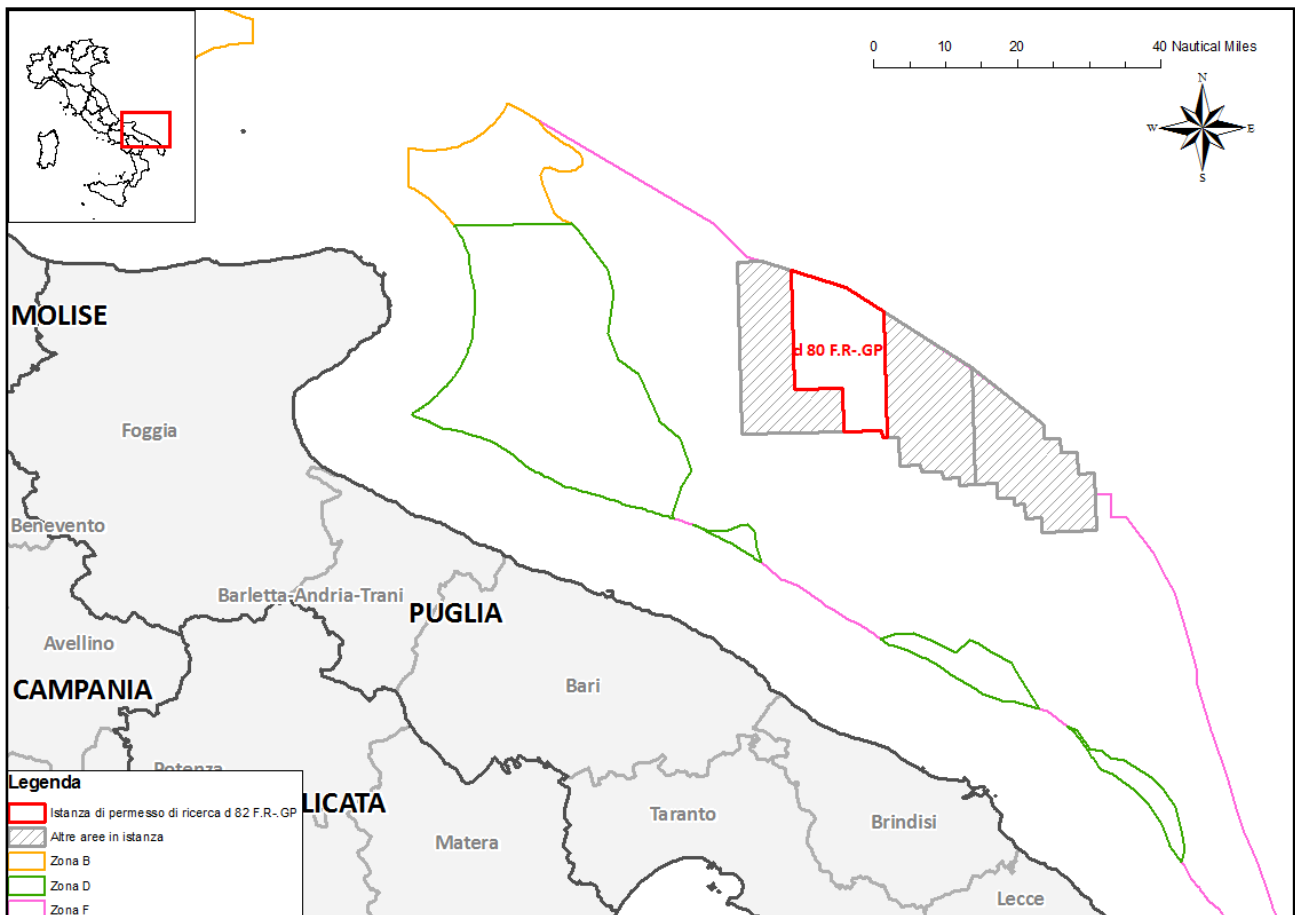 0 10 20 40 Nautical Miles
N
W E
S
MOLISE
d 80 F.R-.GP
Foggia
Benevento
Barletta-Andria-Trani
PUGLIA
Avellino
CAMPANIA
Bari
Potenza
LICATA
Taranto
Brindisi
Matera
Lecce
Legenda
Istanza di permesso di ricerca d 82 F.R-.GP
Altre aree in istanza
Zona B
Zona D
Zona F